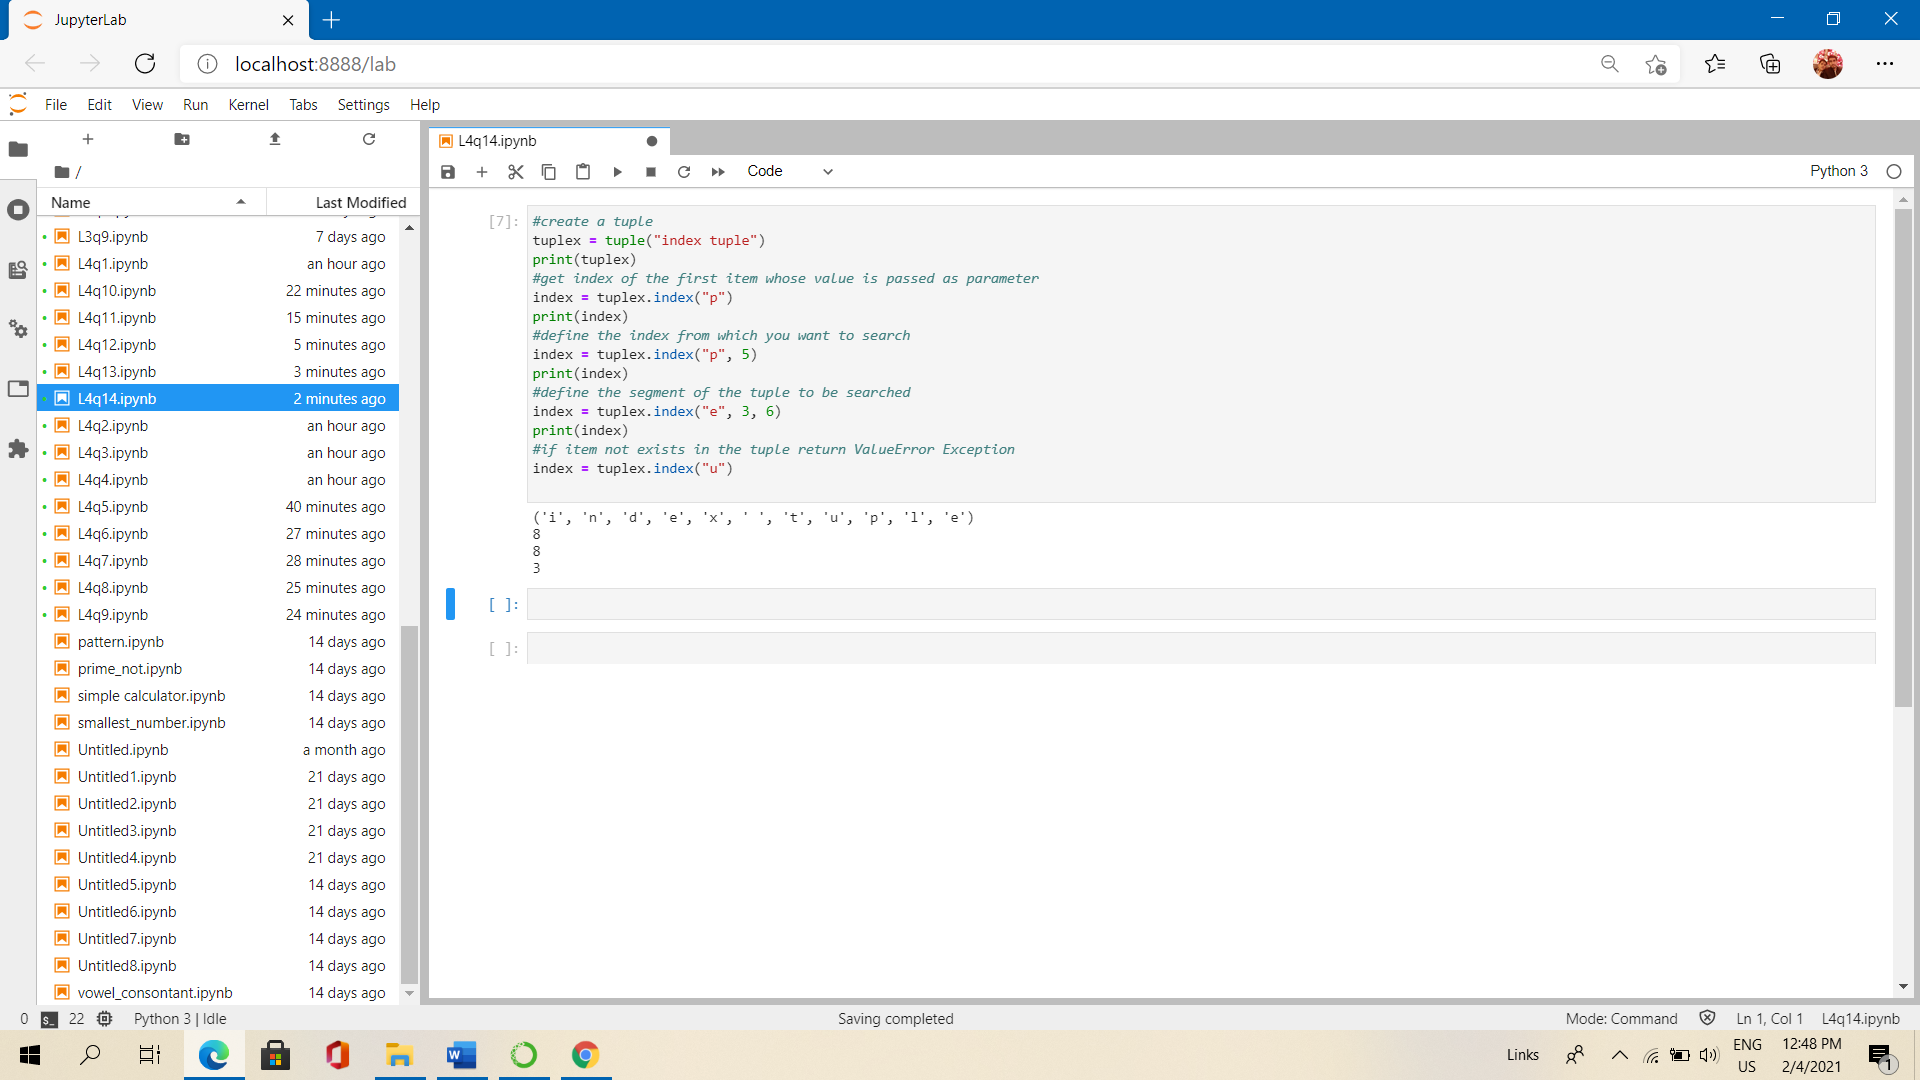 JupyterLab
localhost:8888/lab
File Edit View Run Kernel Tabs Settings Help
L4q14.ipynb
/
Code
Python 3
Name Last Modified
L3q9.ipynb 7 days ago
L4q1.ipynb an hour ago
L4q10.ipynb 22 minutes ago
L4q11.ipynb 15 minutes ago
L4q12.ipynb 5 minutes ago
L4q13.ipynb 3 minutes ago
L4q14.ipynb 2 minutes ago
L4q2.ipynb an hour ago
L4q3.ipynb an hour ago
L4q4.ipynb an hour ago
L4q5.ipynb 40 minutes ago
L4q6.ipynb 27 minutes ago
L4q7.ipynb 28 minutes ago
L4q8.ipynb 25 minutes ago
L4q9.ipynb 24 minutes ago
pattern.ipynb 14 days ago
prime_not.ipynb 14 days ago
simple calculator.ipynb 14 days ago
smallest_number.ipynb 14 days ago
Untitled.ipynb a month ago
Untitled1.ipynb 21 days ago
Untitled2.ipynb 21 days ago
Untitled3.ipynb 21 days ago
Untitled4.ipynb 21 days ago
Untitled5.ipynb 14 days ago
Untitled6.ipynb 14 days ago
Untitled7.ipynb 14 days ago
Untitled8.ipynb 14 days ago
vowel_consontant.ipynb 14 days ago
[7]: #create a tuple
tuplex = tuple("index tuple")
print(tuplex)
#get index of the first item whose value is passed as parameter
index = tuplex.index("p")
print(index)
#define the index from which you want to search
index = tuplex.index("p", 5)
print(index)
#define the segment of the tuple to be searched
index = tuplex.index("e", 3, 6)
print(index)
#if item not exists in the tuple return ValueError Exception
index = tuplex.index("u")
('i', 'n', 'd', 'e', 'x', ' ', 't', 'u', 'p', 'l', 'e')
8
8
3
[ ]:
[ ]:
0 22 Python 3 | Idle Saving completed Mode: Command Ln 1, Col 1 L4q14.ipynb
Links
ENG
US
12:48 PM
2/4/2021
1